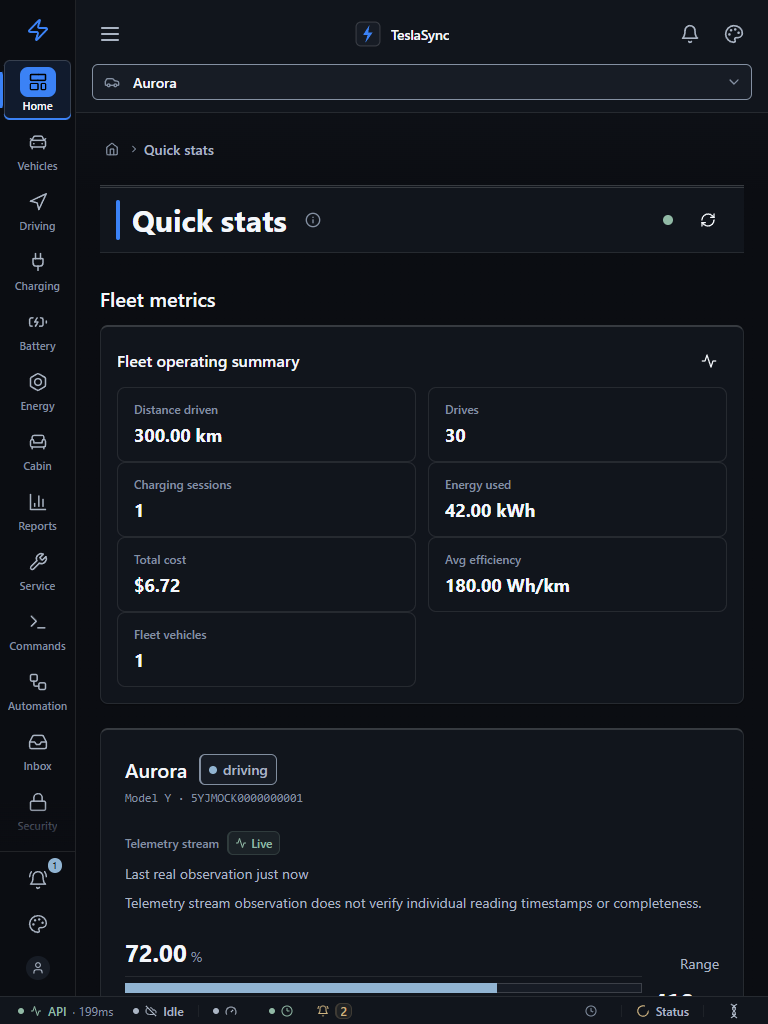 TeslaSync
Aurora
Home
Vehicles
Driving
Charging
Battery
Energy
Cabin
Reports
Service
Commands
Automation
Inbox
Security
1
Quick stats
Quick stats
Fleet metrics
Fleet operating summary
Distance driven
300.00 km
Drives
30
Charging sessions
1
Energy used
42.00 kWh
Total cost
$6.72
Avg efficiency
180.00 Wh/km
Fleet vehicles
1
Aurora driving
Model Y · 5YJMOCK0000000001
Telemetry stream Live
Last real observation just now
Telemetry stream observation does not verify individual reading timestamps or completeness.
72.00 %
Range
API · 199ms Idle 2 Status